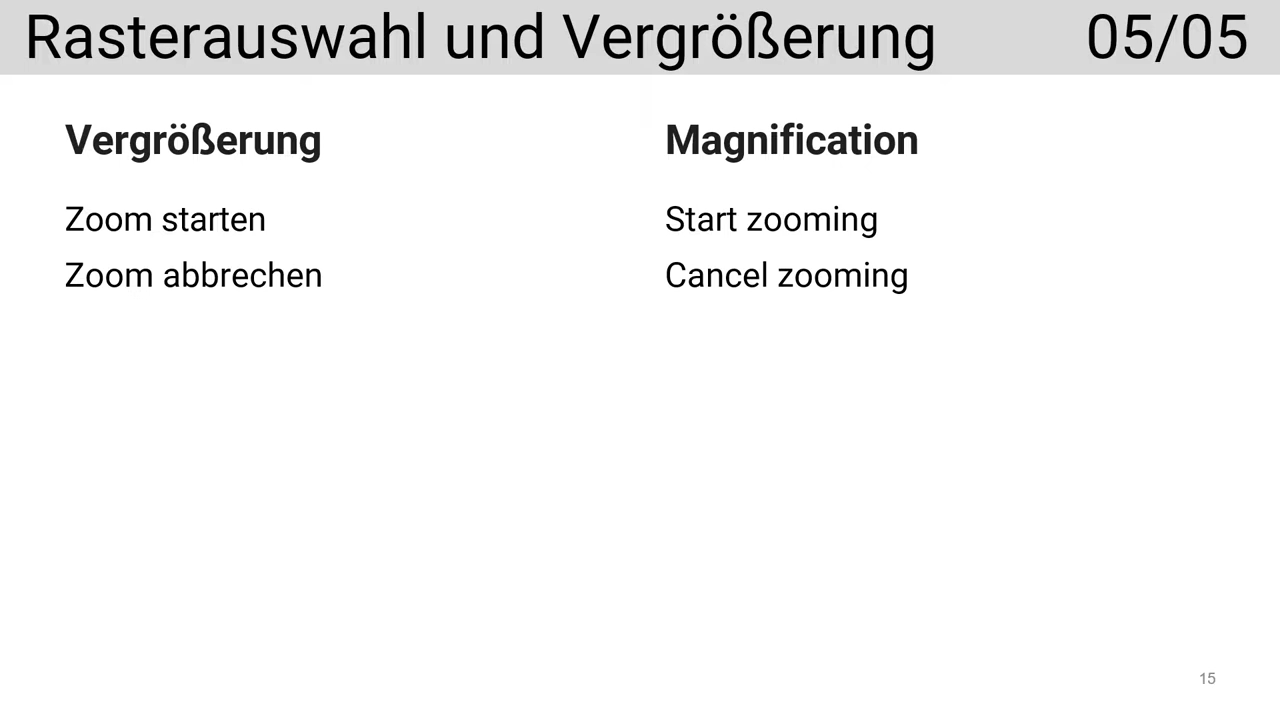 Rasterauswahl und Vergrößerung 05/05
Vergrößerung
Zoom starten
Zoom abbrechen
Magnification
Start zooming
Cancel zooming
15